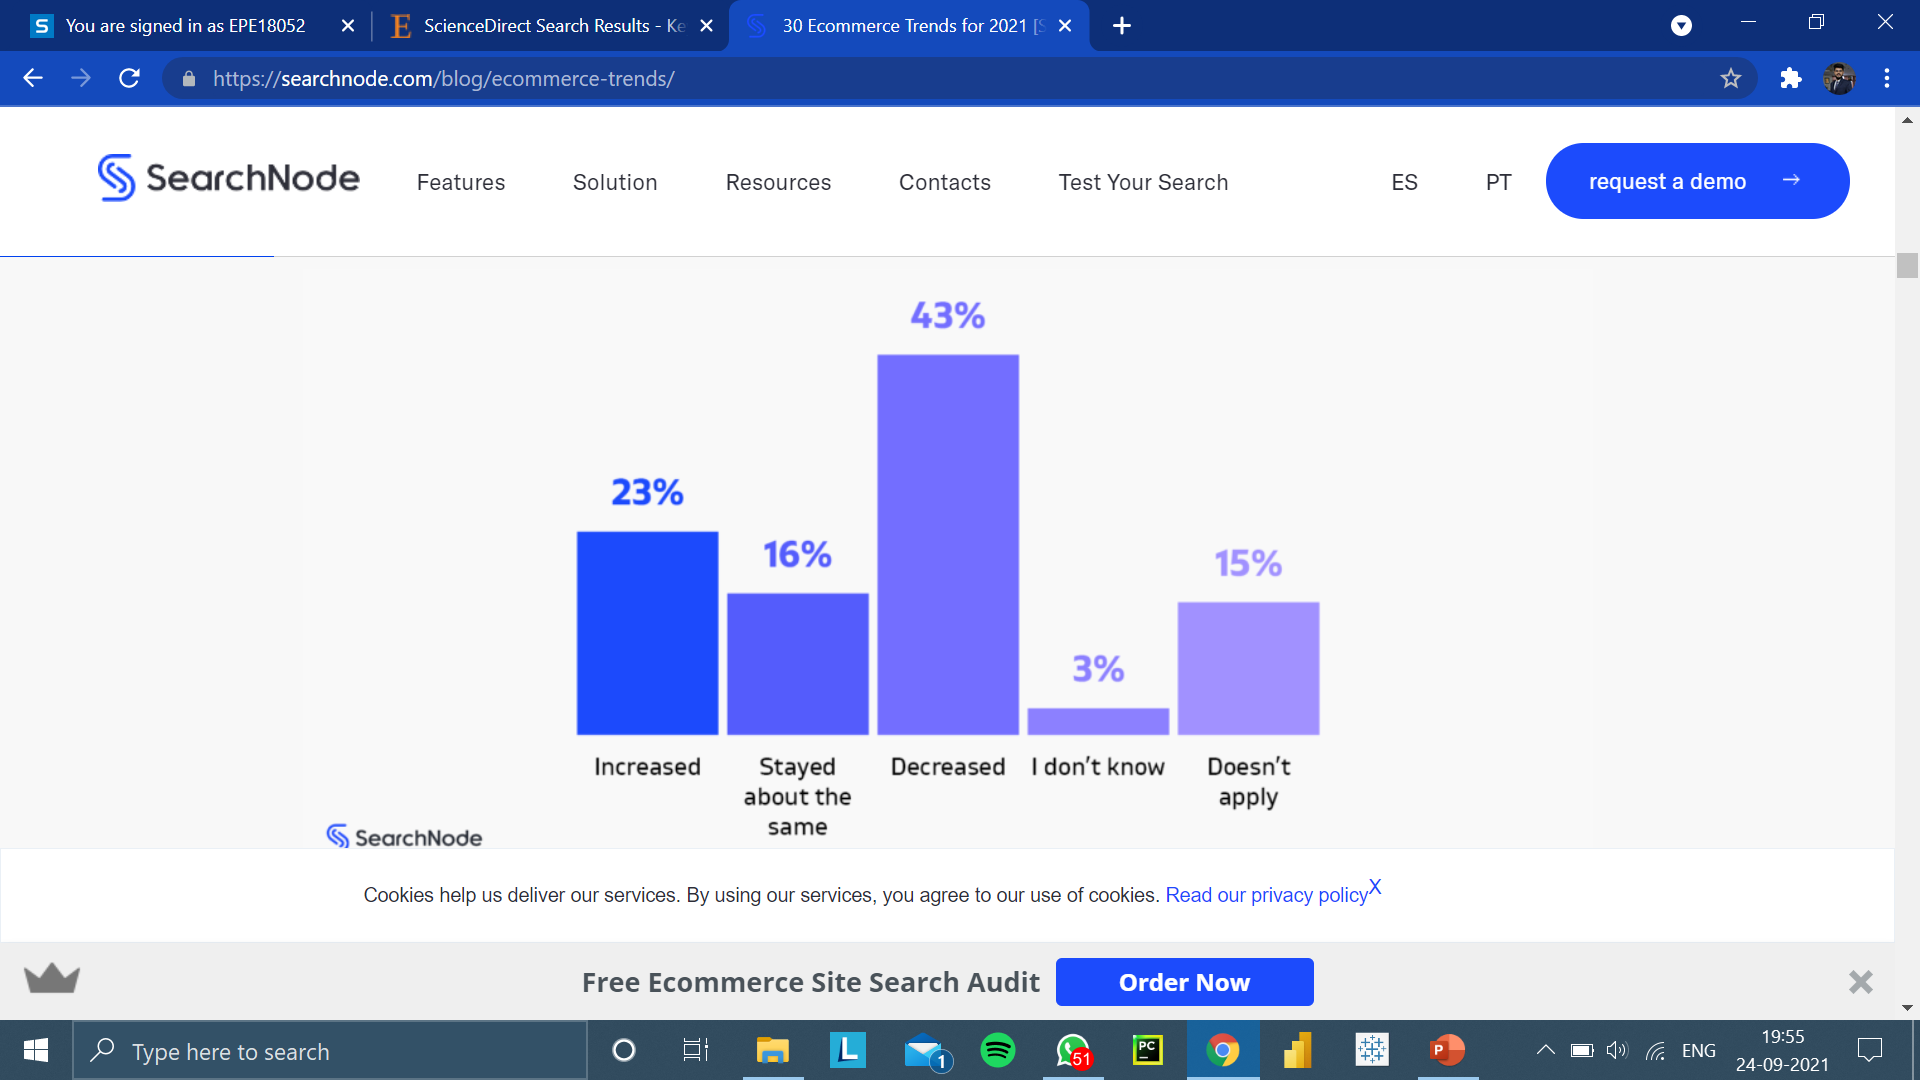 You are signed in as EPE18052
ScienceDirect Search Results - Ke
30 Ecommerce Trends for 2021 [S
https://searchnode.com/blog/ecommerce-trends/
SearchNode
Features
Solution
Resources
Contacts
Test Your Search
ES
PT
request a demo →
43%
23%
16%
15%
3%
Increased
Stayed
about the
same
Decreased
I don't know
Doesn't
apply
SearchNode
Cookies help us deliver our services. By using our services, you agree to our use of cookies. Read our privacy policy X
Free Ecommerce Site Search Audit
Order Now
Type here to search
L
1
51
PC
P
ENG
19:55
24-09-2021